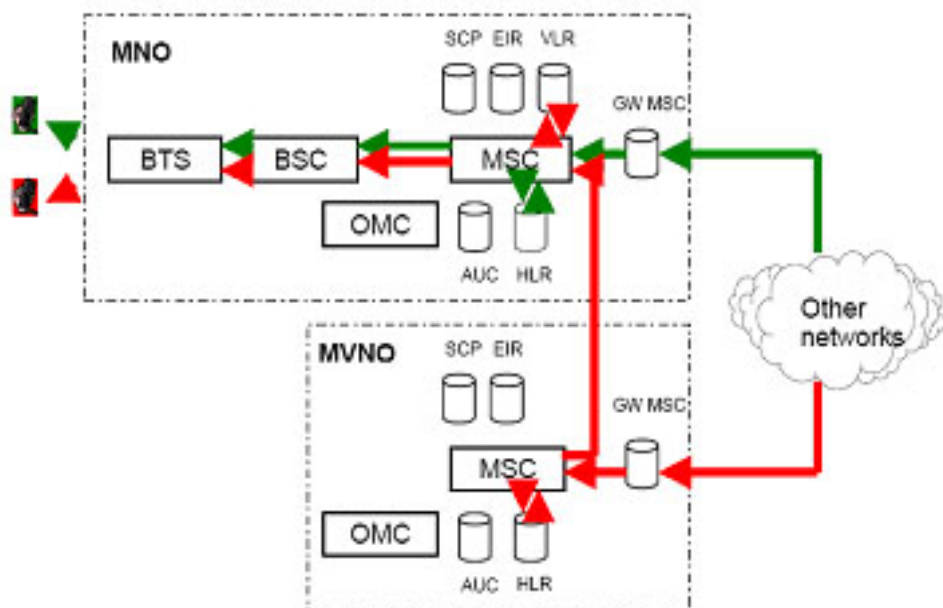 SCP EIR VLR
MNO
GW MSC
BTS
BSC
MSC
OMC
AUC HLR
Other
networks
MVNO
SCP EIR
GW MSC
MSC
OMC
AUC HLR